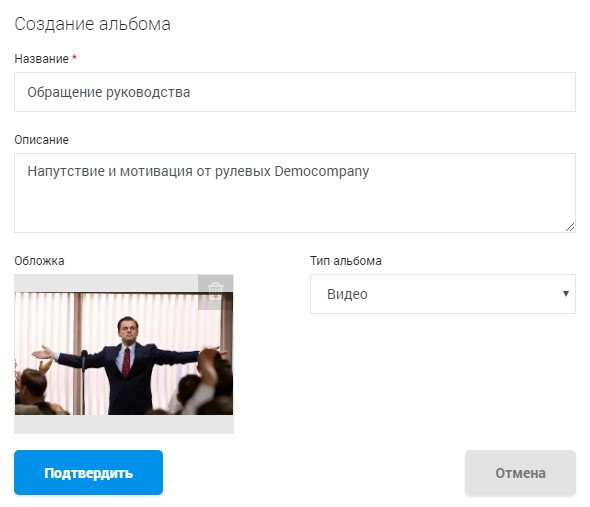 Создание альбома
Название *
Обращение руководства
Описание
Напутствие и мотивация от рулевых Democompany
Обложка
Тип альбома
Видео
Подтвердить
Отмена